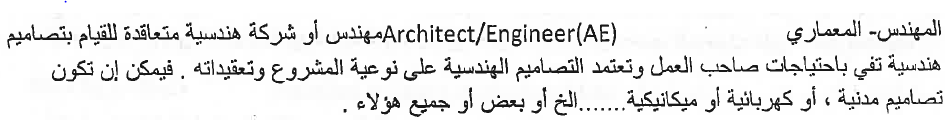 المهندس- المعماري Architect/Engineer(AE)مهندس أو شركة هندسية متعاقدة للقيام بتصاميم
هندسية تفي باحتياجات صاحب العمل وتعتمد التصاميم الهندسية على نوعية المشروع وتعقيداته . فيمكن إن تكون
تصاميم مدنية ، أو كهربائية أو ميكانيكية.......الخ أو بعض أو جميع هؤلاء .